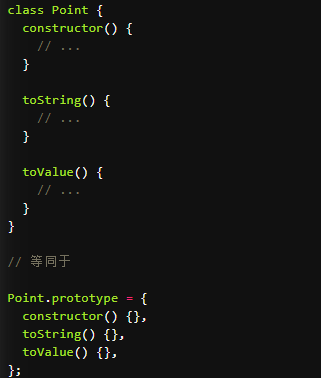 class Point {
  constructor() {
    // ...
  }

  toString() {
    // ...
  }

  toValue() {
    // ...
  }
}

// 等同于

Point.prototype = {
  constructor() {},
  toString() {},
  toValue() {},
};